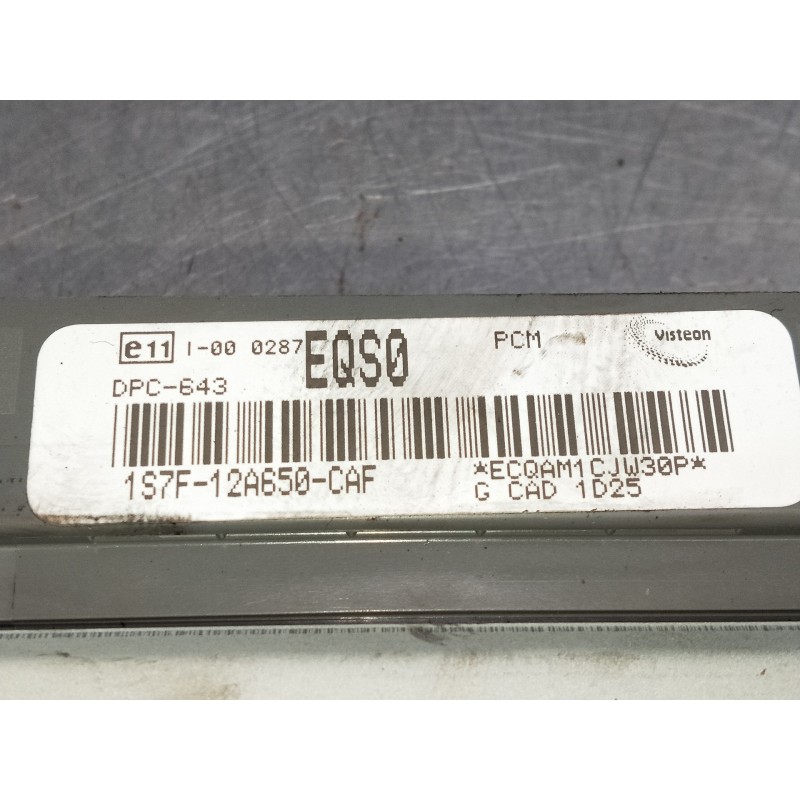 e11 I-00 0287 EQS0 PCM Visteon
DPC-643
1S7F-12A650-CAF *ECQAM1CJW30P*
G CAD 1D25